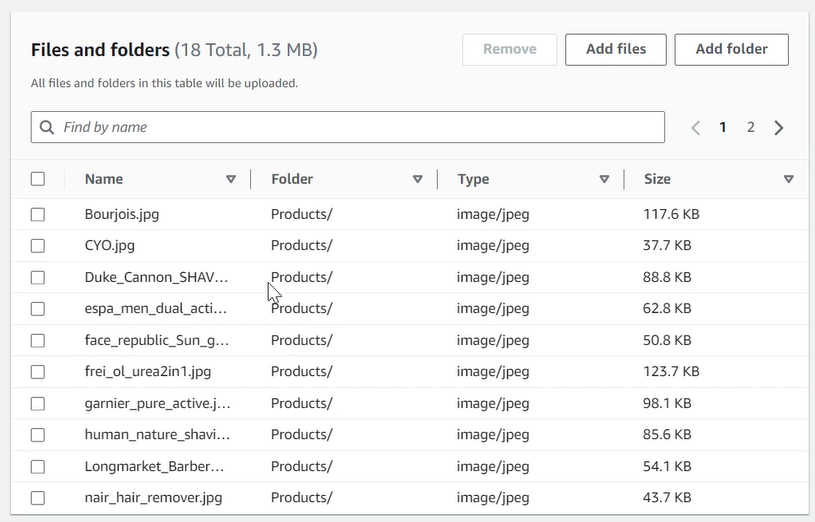 Files and folders (18 Total, 1.3 MB) Remove Add files Add folder
All files and folders in this table will be uploaded.
Find by name 1 2
Name Folder Type Size
Bourjois.jpg Products/ image/jpeg 117.6 KB
CYO.jpg Products/ image/jpeg 37.7 KB
Duke_Cannon_SHAV... Products/ image/jpeg 88.8 KB
espa_men_dual_acti... Products/ image/jpeg 62.8 KB
face_republic_Sun_g... Products/ image/jpeg 50.8 KB
frei_ol_urea2in1.jpg Products/ image/jpeg 123.7 KB
garnier_pure_active.j... Products/ image/jpeg 98.1 KB
human_nature_shavi... Products/ image/jpeg 85.6 KB
Longmarket_Barber... Products/ image/jpeg 54.1 KB
nair_hair_remover.jpg Products/ image/jpeg 43.7 KB